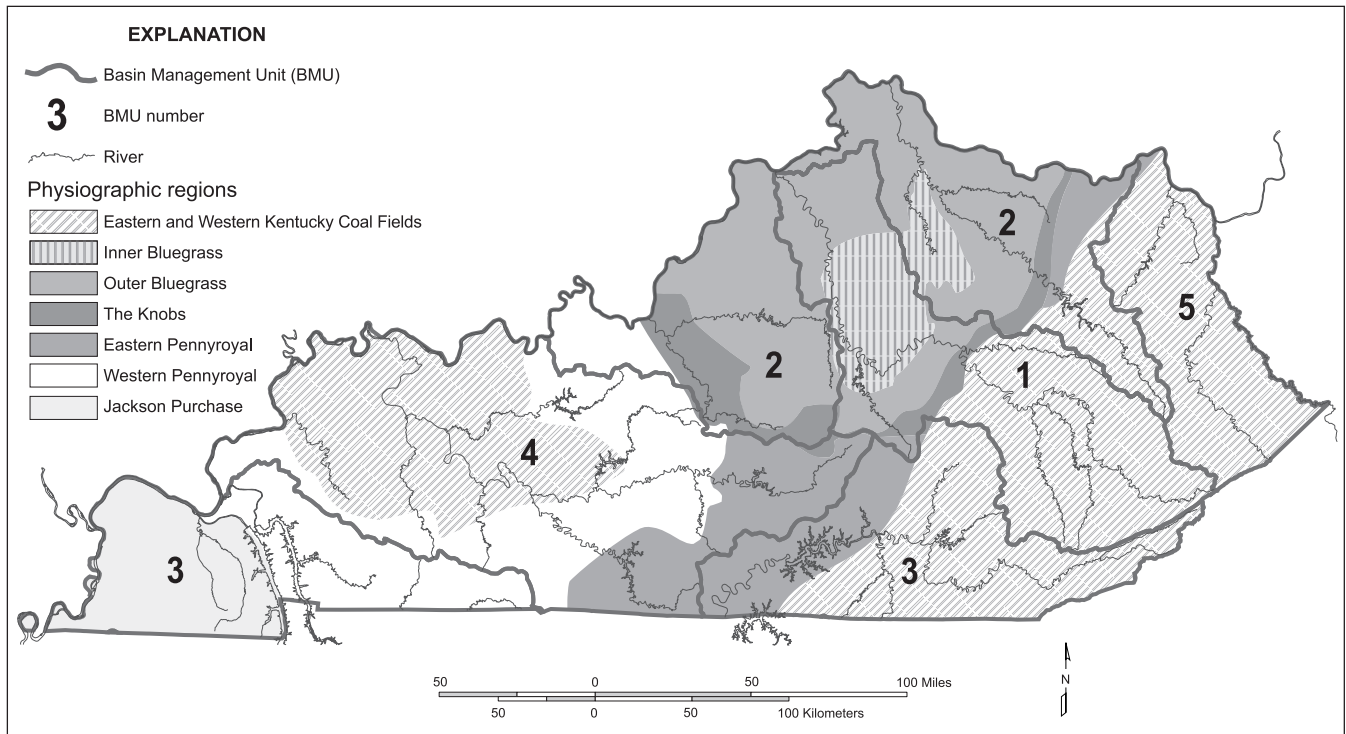 EXPLANATION
Basin Management Unit (BMU)
3
BMU number
River
Physiographic regions
Eastern and Western Kentucky Coal Fields
Inner Bluegrass
Outer Bluegrass
The Knobs
Eastern Pennyroyal
Western Pennyroyal
Jackson Purchase
2
5
2
1
4
3
3
50 0 50 100 Miles
50 0 50 100 Kilometers
N